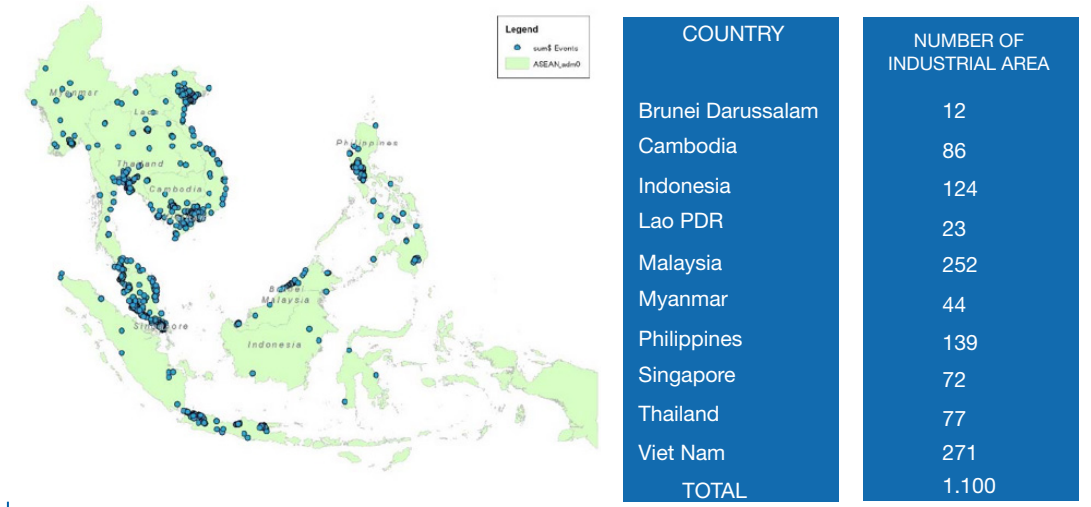 Legend
sum$ Events
ASEAN_adm0
Myanmar
Laos
Thailand
Cambodia
Philippines
Malaysia
Singapore
Indonesia
COUNTRY
NUMBER OF
INDUSTRIAL AREA
Brunei Darussalam 12
Cambodia 86
Indonesia 124
Lao PDR 23
Malaysia 252
Myanmar 44
Philippines 139
Singapore 72
Thailand 77
Viet Nam 271
TOTAL 1.100